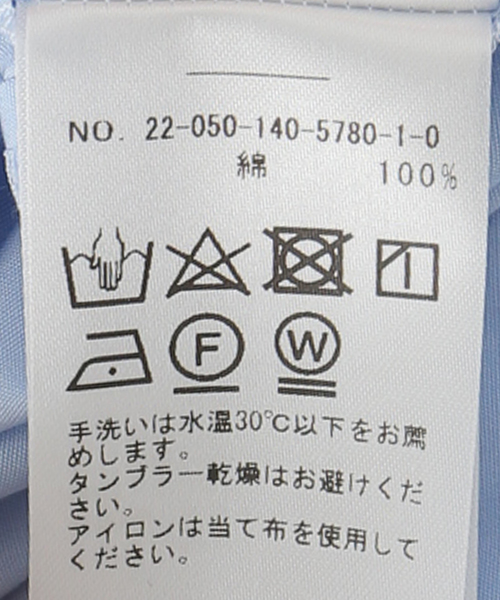 NO. 22-050-140-5780-1-0
綿 100%
F W
手洗いは水温30℃以下をお薦
めします。
タンブラー乾燥はお避けくだ
さい。
アイロンは当て布を使用して
ください。